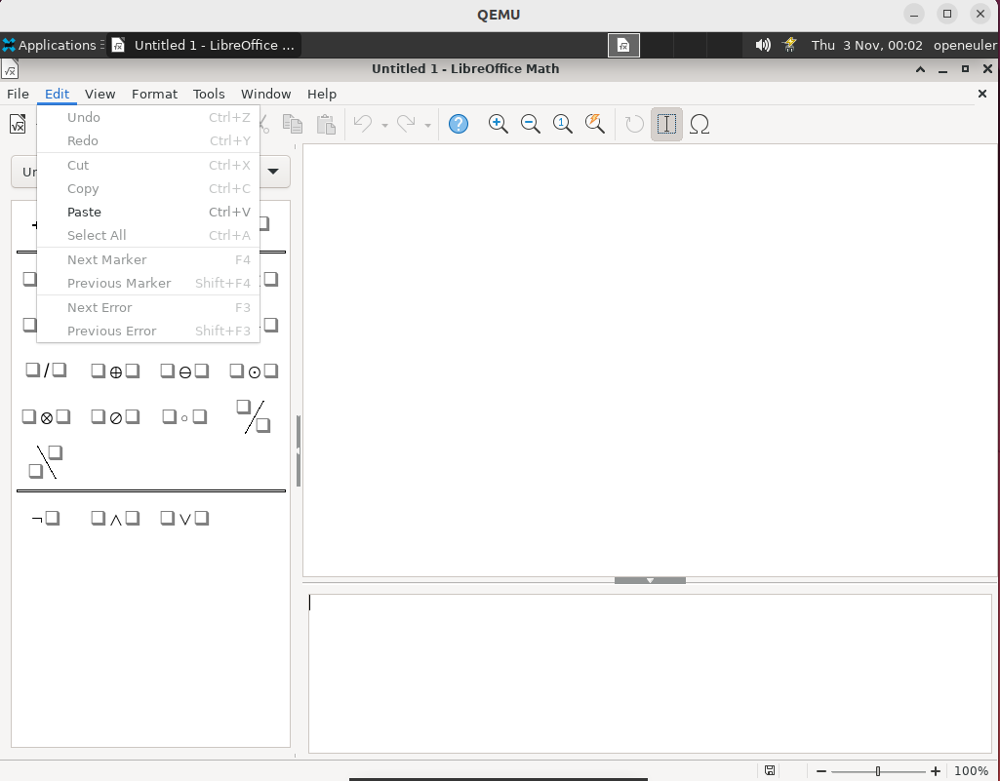 QEMU
Applications Untitled 1 - LibreOffice ... Thu 3 Nov, 00:02 openeuler
Untitled 1 - LibreOffice Math
File Edit View Format Tools Window Help
Undo Ctrl+Z
Redo Ctrl+Y
Cut Ctrl+X
Copy Ctrl+C
Paste Ctrl+V
Select All Ctrl+A
Next Marker F4
Previous Marker Shift+F4
Next Error F3
Previous Error Shift+F3
100%